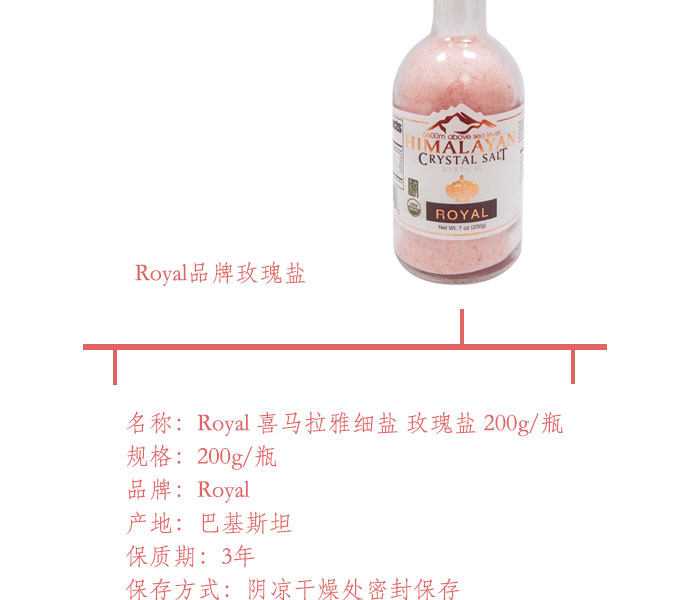 5600m above sea level
HIMALAYAN
CRYSTAL SALT
PINK
ROYAL
Net Wt. 7 oz (200g)
Royal品牌玫瑰盐
名称：Royal 喜马拉雅细盐 玫瑰盐 200g/瓶
规格：200g/瓶
品牌：Royal
产地：巴基斯坦
保质期：3年
保存方式：阴凉干燥处密封保存